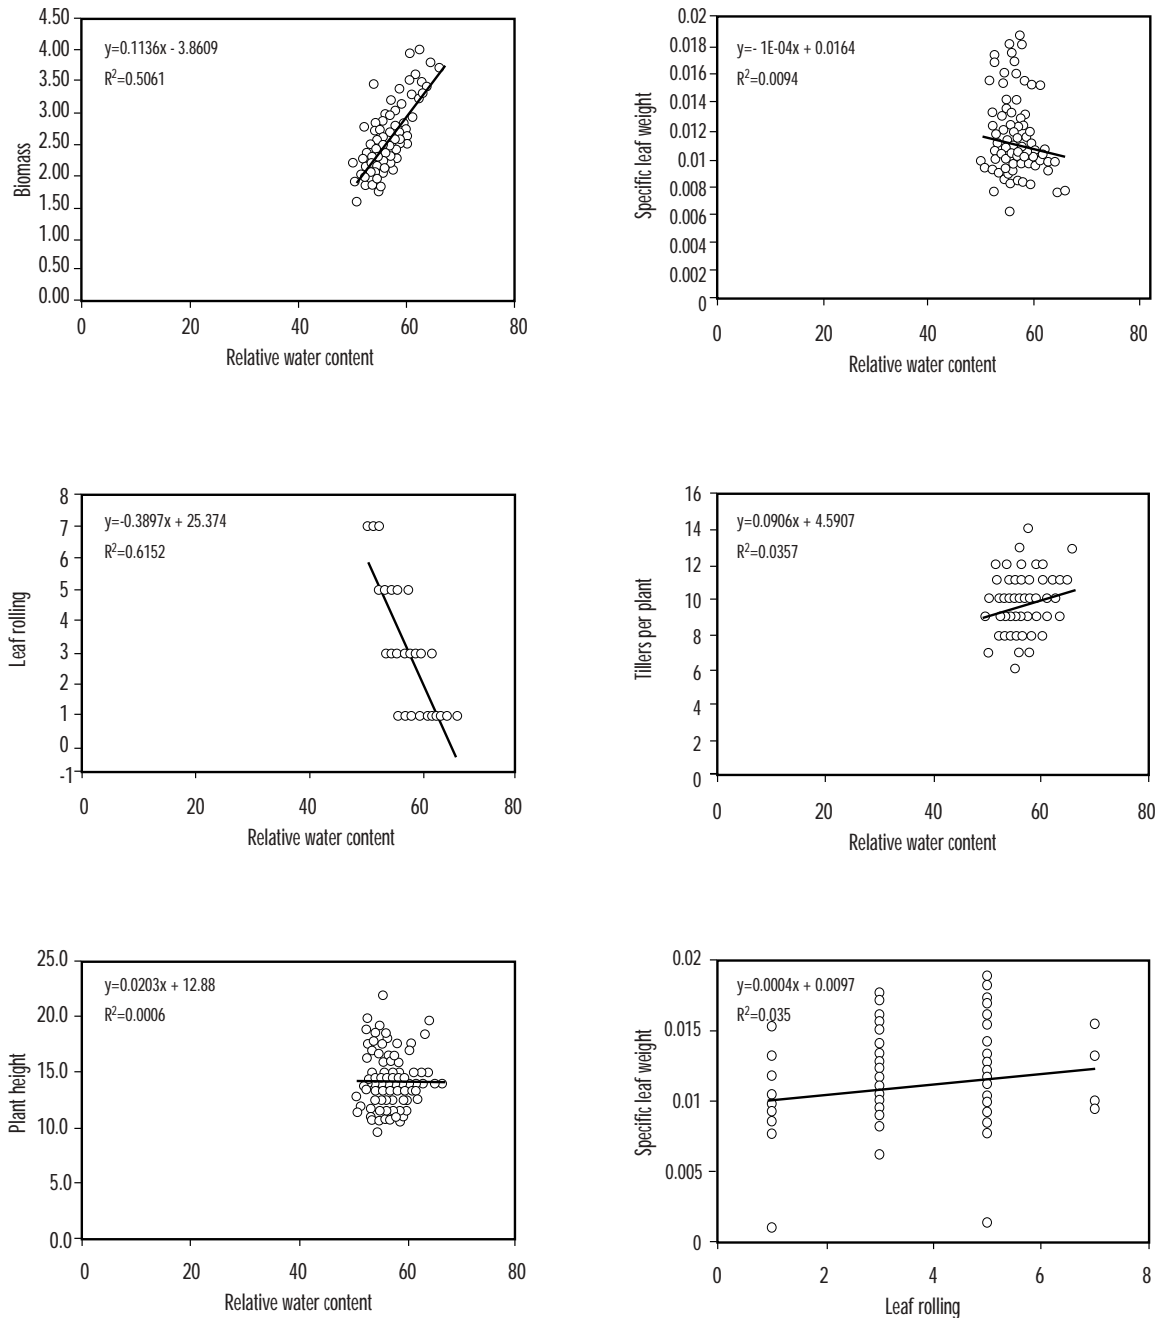 4.50
4.00
3.50
3.00
2.50
2.00
1.50
1.00
0.50
0.00
Biomass
y=0.1136x - 3.8609
R²=0.5061
0 20 40 60 80
Relative water content
0.02
0.018
0.016
0.014
0.012
0.01
0.008
0.006
0.004
0.002
0
Specific leaf weight
y=- 1E-04x + 0.0164
R²=0.0094
0 20 40 60 80
Relative water content
8
7
6
5
4
3
2
1
0
-1
Leaf rolling
y=-0.3897x + 25.374
R²=0.6152
0 20 40 60 80
Relative water content
16
14
12
10
8
6
4
2
0
Tillers per plant
y=0.0906x + 4.5907
R²=0.0357
0 20 40 60 80
Relative water content
25.0
20.0
15.0
10.0
5.0
0.0
Plant height
y=0.0203x + 12.88
R²=0.0006
0 20 40 60 80
Relative water content
0.02
0.015
0.01
0.005
0
Specific leaf weight
y=0.0004x + 0.0097
R²=0.035
0 2 4 6 8
Leaf rolling